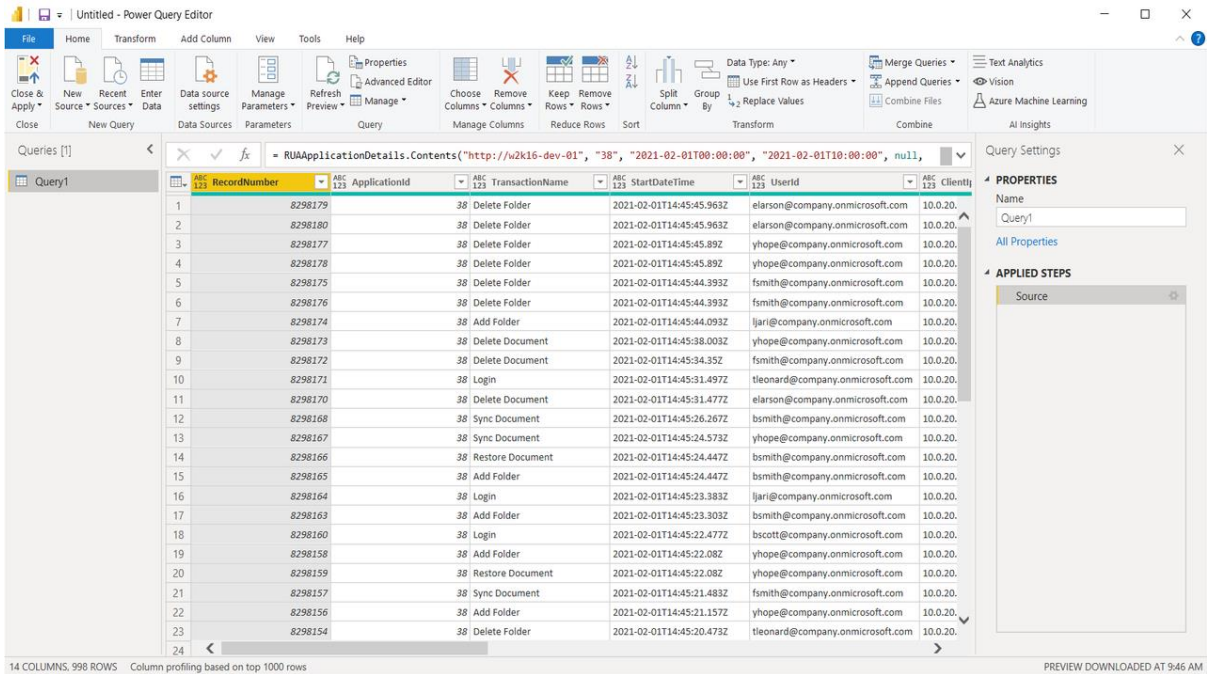 Untitled - Power Query Editor
File Home Transform Add Column View Tools Help
Close & Apply
New Source
Recent Sources
Enter Data
Data source settings
Manage Parameters
Refresh Preview
Properties
Advanced Editor
Manage
Choose Columns
Remove Columns
Keep Rows
Remove Rows
Split Column
Group By
Data Type: Any
Use First Row as Headers
Replace Values
Merge Queries
Append Queries
Combine Files
Text Analytics
Vision
Azure Machine Learning
Close New Query Data Sources Parameters Query Manage Columns Reduce Rows Sort Transform Combine AI Insights
Queries [1]
Query1
fx = RUAApplicationDetails.Contents("http://w2k16-dev-01", "38", "2021-02-01T00:00:00", "2021-02-01T10:00:00", null,
ABC 123 RecordNumber ABC 123 ApplicationId ABC 123 TransactionName ABC 123 StartDateTime ABC 123 UserId ABC 123 ClientIp
1 8298179 38 Delete Folder 2021-02-01T14:45:45.963Z elarson@company.onmicrosoft.com 10.0.20.
2 8298180 38 Delete Folder 2021-02-01T14:45:45.963Z elarson@company.onmicrosoft.com 10.0.20.
3 8298177 38 Delete Folder 2021-02-01T14:45:45.89Z yhope@company.onmicrosoft.com 10.0.20.
4 8298178 38 Delete Folder 2021-02-01T14:45:45.89Z yhope@company.onmicrosoft.com 10.0.20.
5 8298175 38 Delete Folder 2021-02-01T14:45:44.393Z fsmith@company.onmicrosoft.com 10.0.20.
6 8298176 38 Delete Folder 2021-02-01T14:45:44.393Z fsmith@company.onmicrosoft.com 10.0.20.
7 8298174 38 Add Folder 2021-02-01T14:45:44.093Z ljari@company.onmicrosoft.com 10.0.20.
8 8298173 38 Delete Document 2021-02-01T14:45:38.003Z yhope@company.onmicrosoft.com 10.0.20.
9 8298172 38 Delete Document 2021-02-01T14:45:34.35Z fsmith@company.onmicrosoft.com 10.0.20.
10 8298171 38 Login 2021-02-01T14:45:31.497Z tleonard@company.onmicrosoft.com 10.0.20.
11 8298170 38 Delete Document 2021-02-01T14:45:31.477Z elarson@company.onmicrosoft.com 10.0.20.
12 8298168 38 Sync Document 2021-02-01T14:45:26.267Z bsmith@company.onmicrosoft.com 10.0.20.
13 8298167 38 Sync Document 2021-02-01T14:45:24.573Z yhope@company.onmicrosoft.com 10.0.20.
14 8298166 38 Restore Document 2021-02-01T14:45:24.447Z bsmith@company.onmicrosoft.com 10.0.20.
15 8298165 38 Add Folder 2021-02-01T14:45:24.447Z bsmith@company.onmicrosoft.com 10.0.20.
16 8298164 38 Login 2021-02-01T14:45:23.383Z ljari@company.onmicrosoft.com 10.0.20.
17 8298163 38 Add Folder 2021-02-01T14:45:23.303Z bsmith@company.onmicrosoft.com 10.0.20.
18 8298160 38 Login 2021-02-01T14:45:22.477Z bscott@company.onmicrosoft.com 10.0.20.
19 8298158 38 Add Folder 2021-02-01T14:45:22.08Z yhope@company.onmicrosoft.com 10.0.20.
20 8298159 38 Restore Document 2021-02-01T14:45:22.08Z yhope@company.onmicrosoft.com 10.0.20.
21 8298157 38 Sync Document 2021-02-01T14:45:21.483Z fsmith@company.onmicrosoft.com 10.0.20.
22 8298156 38 Add Folder 2021-02-01T14:45:21.157Z yhope@company.onmicrosoft.com 10.0.20.
23 8298154 38 Delete Folder 2021-02-01T14:45:20.473Z tleonard@company.onmicrosoft.com 10.0.20.
24
Query Settings
PROPERTIES
Name
Query1
All Properties
APPLIED STEPS
Source
14 COLUMNS, 998 ROWS Column profiling based on top 1000 rows
PREVIEW DOWNLOADED AT 9:46 AM